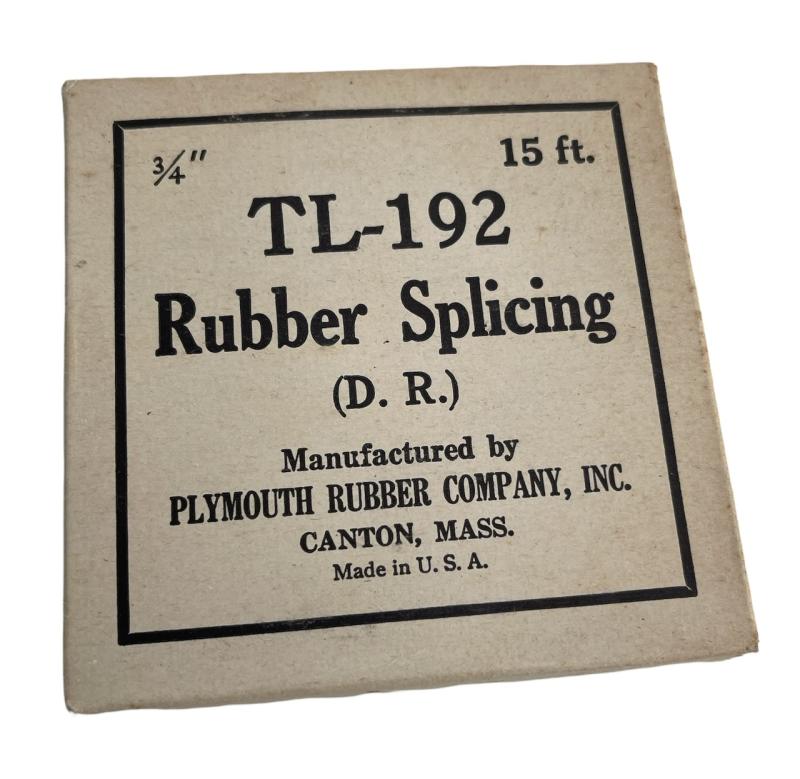 3/4" 15 ft.
TL-192
Rubber Splicing
(D. R.)
Manufactured by
PLYMOUTH RUBBER COMPANY, INC.
CANTON, MASS.
Made in U. S. A.